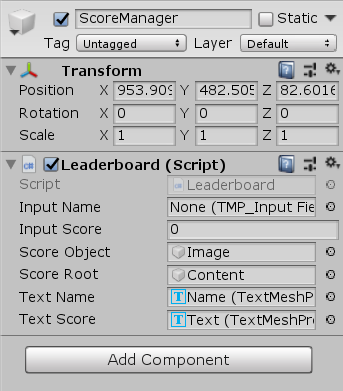 ScoreManager Static
Tag Untagged Layer Default
Transform
Position X 953.909 Y 482.505 Z 82.6016
Rotation X 0 Y 0 Z 0
Scale X 1 Y 1 Z 1
Leaderboard (Script)
Script Leaderboard
Input Name None (TMP_Input Fie
Input Score 0
Score Object Image
Score Root Content
Text Name T Name (TextMeshP
Text Score T Text (TextMeshPro
Add Component